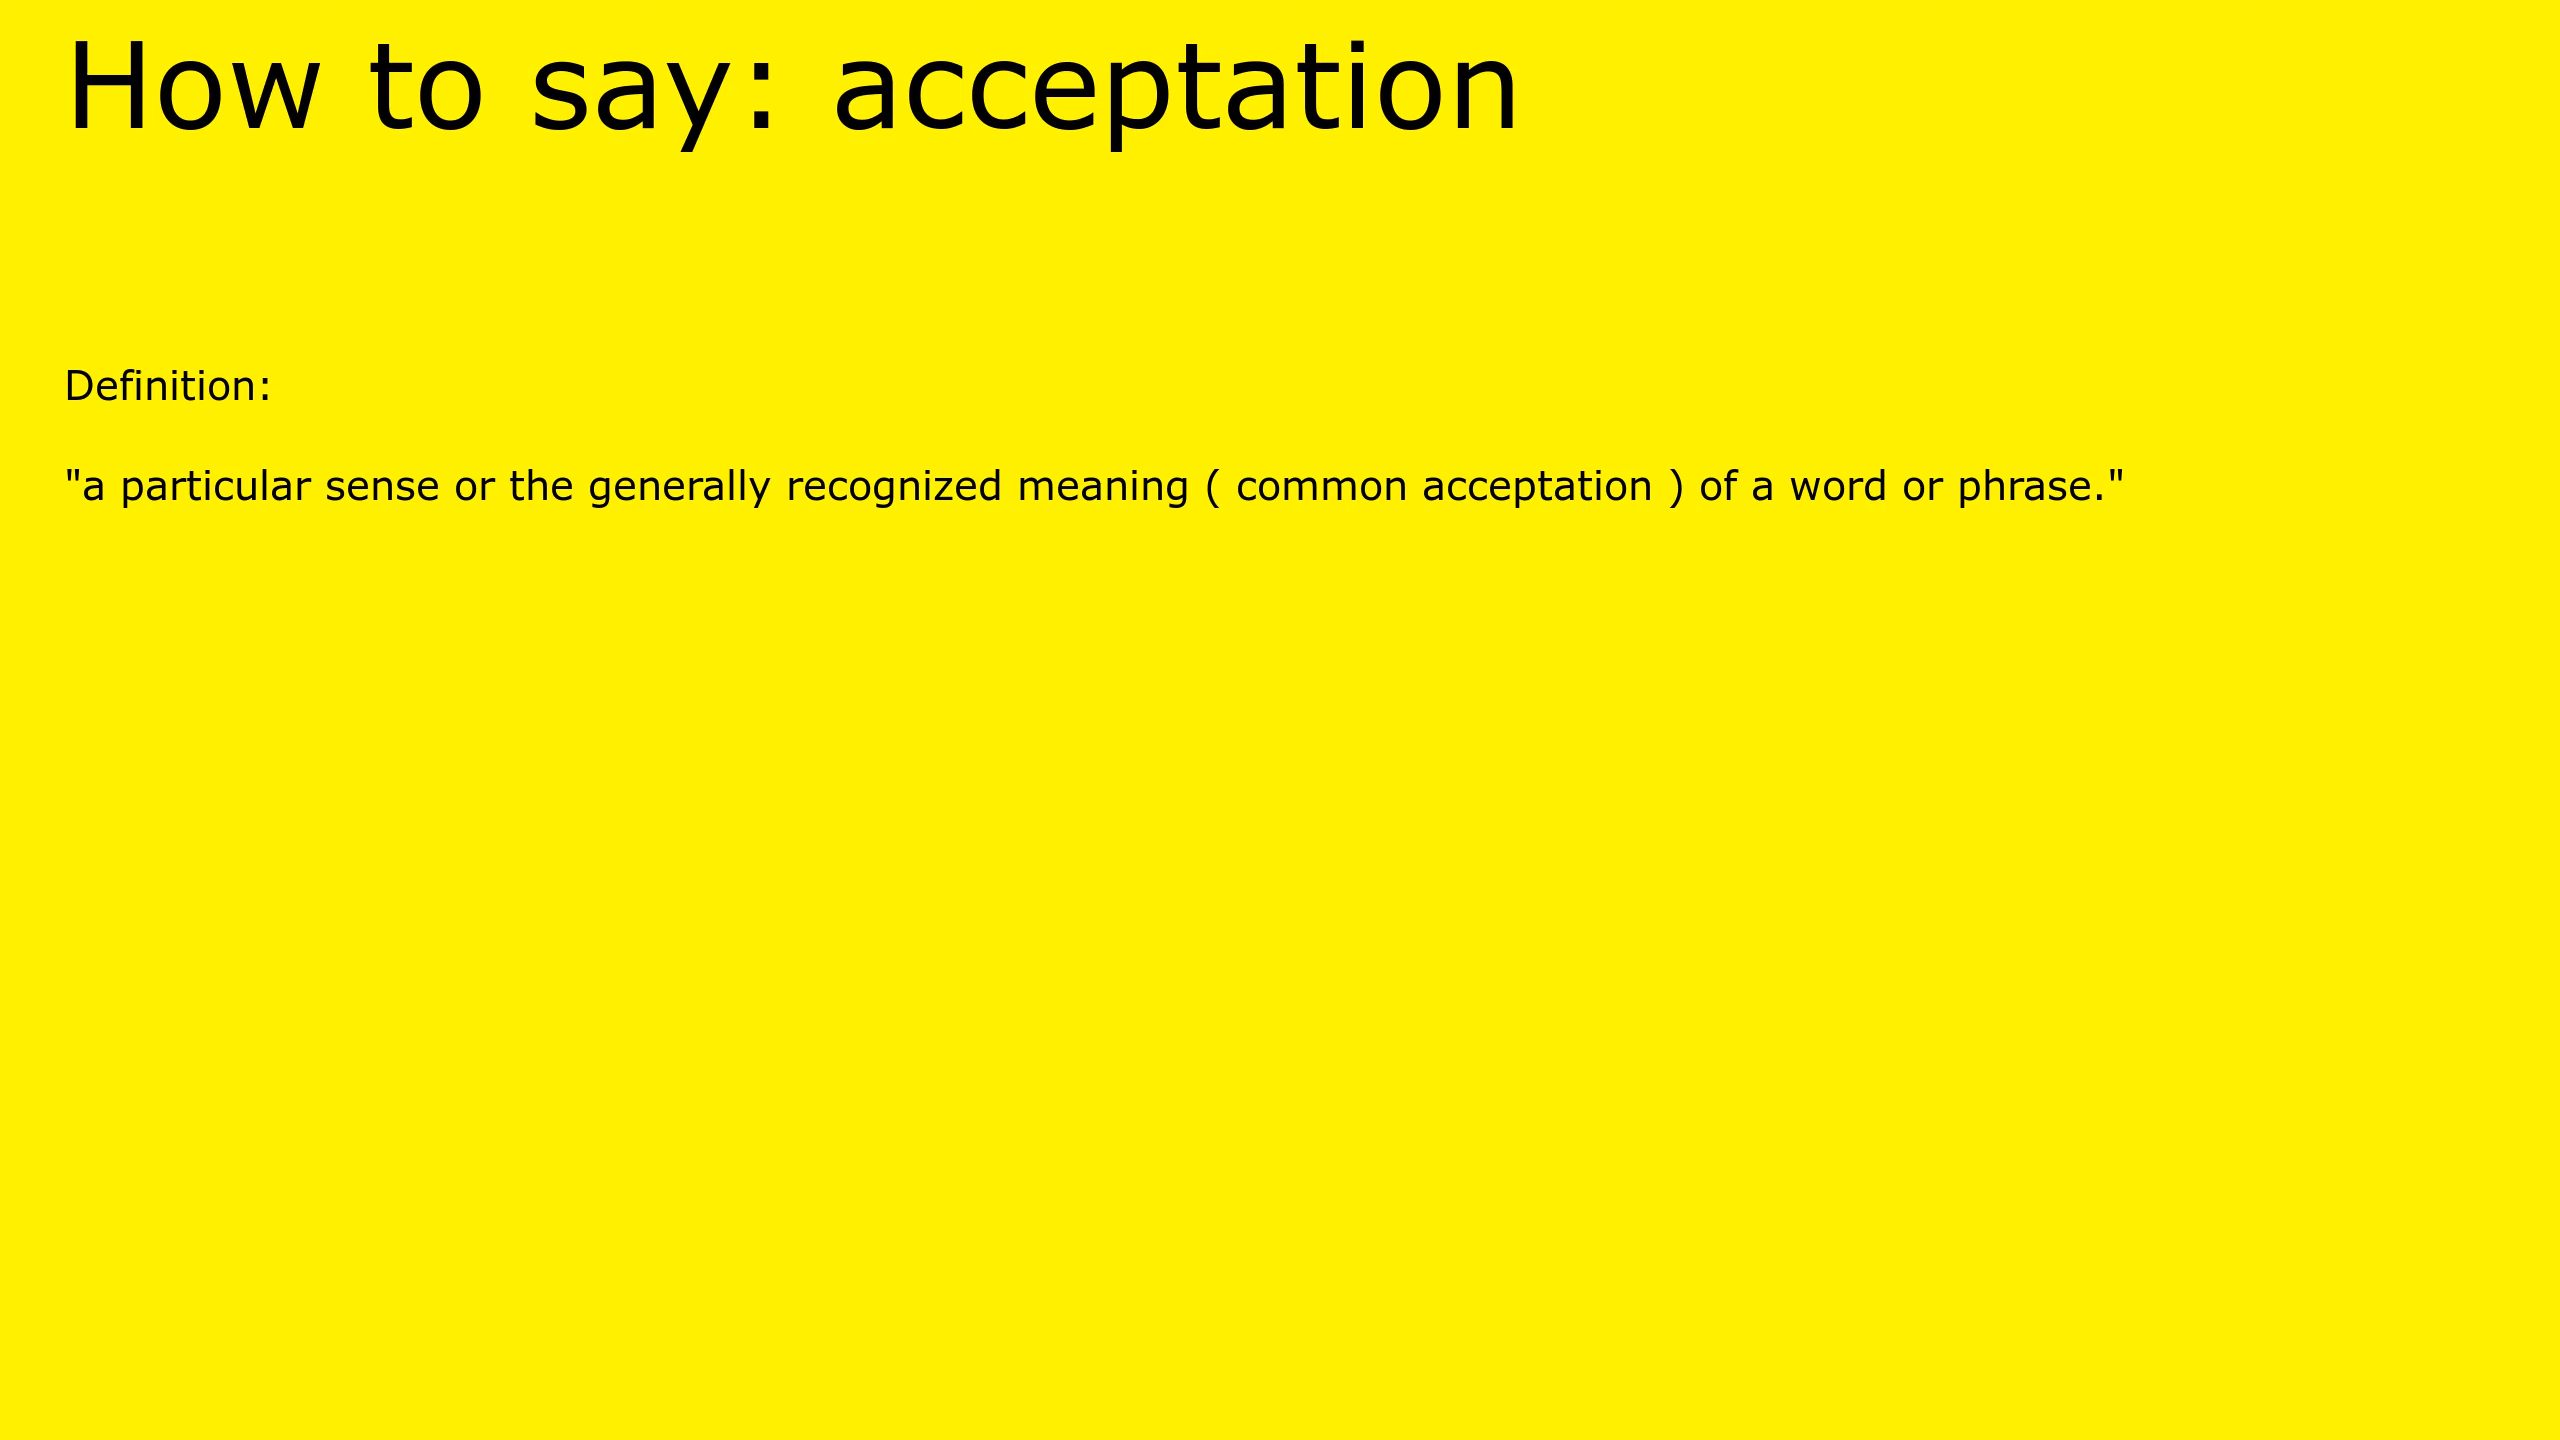 How to say: acceptation
Definition:
"a particular sense or the generally recognized meaning ( common acceptation ) of a word or phrase."